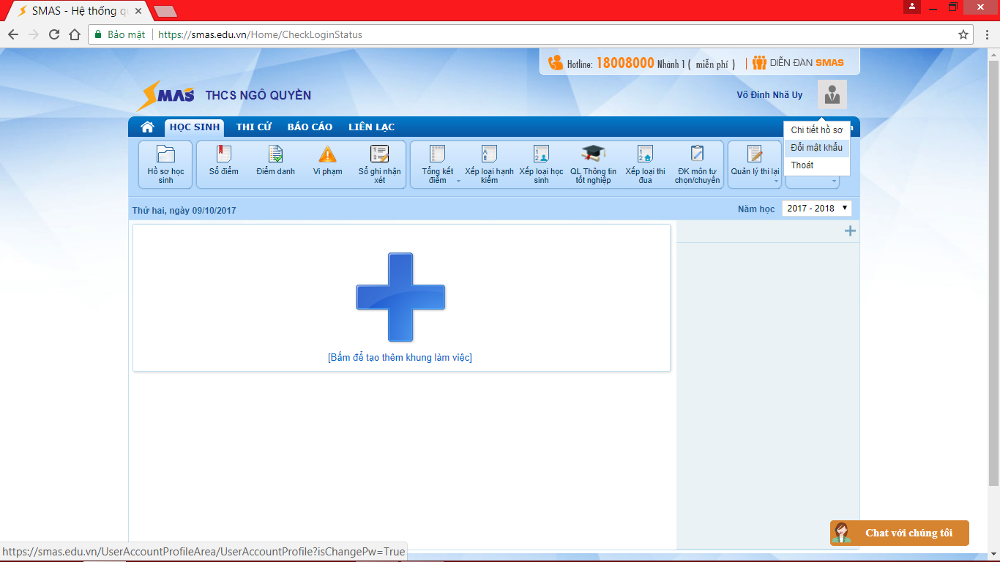 SMAS - Hệ thống q
Bảo mật
https://smas.edu.vn/Home/CheckLoginStatus
Hotline: 18008000 Nhánh 1 ( miễn phí )
DIỄN ĐÀN SMAS
SMAS
THCS NGÔ QUYỀN
Võ Đình Nhã Uy
HỌC SINH
THI CỬ
BÁO CÁO
LIÊN LẠC
Chi tiết hồ sơ
Đổi mật khẩu
Thoát
Hồ sơ học
sinh
Sổ điểm
Điểm danh
Vi phạm
Sổ ghi nhận
xét
Tổng kết
điểm
Xếp loại hạnh
kiểm
Xếp loại học
sinh
QL Thông tin
tốt nghiệp
Xếp loại thi
đua
ĐK môn tự
chọn/chuyên
Quản lý thi lại
Thứ hai, ngày 09/10/2017
Năm học
2017 - 2018
[Bấm để tạo thêm khung làm việc]
Chat với chúng tôi
https://smas.edu.vn/UserAccountProfileArea/UserAccountProfile?isChangePw=True